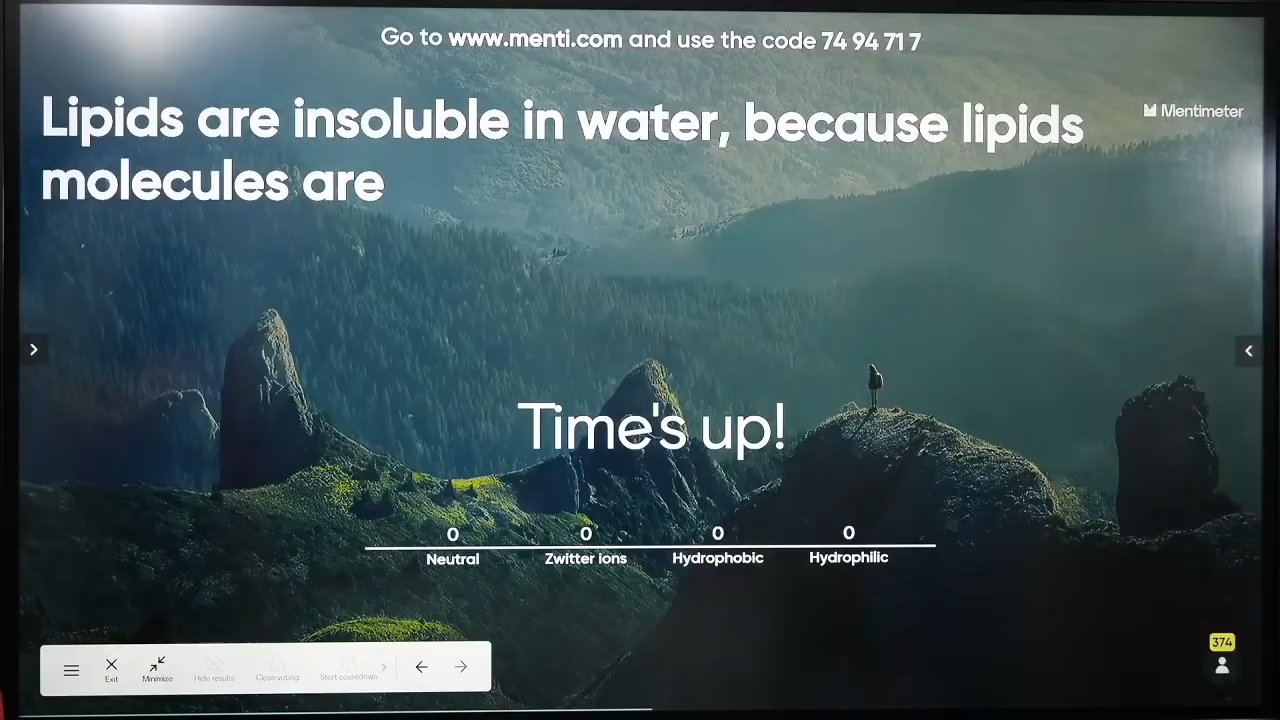 Go to www.menti.com and use the code 74 94 71 7
Lipids are insoluble in water, because lipids
molecules are
Mentimeter
Time's up!
0 0 0 0
Neutral Zwitter ions Hydrophobic Hydrophilic
374
Exit Minimize Hide results Close voting Start countdown